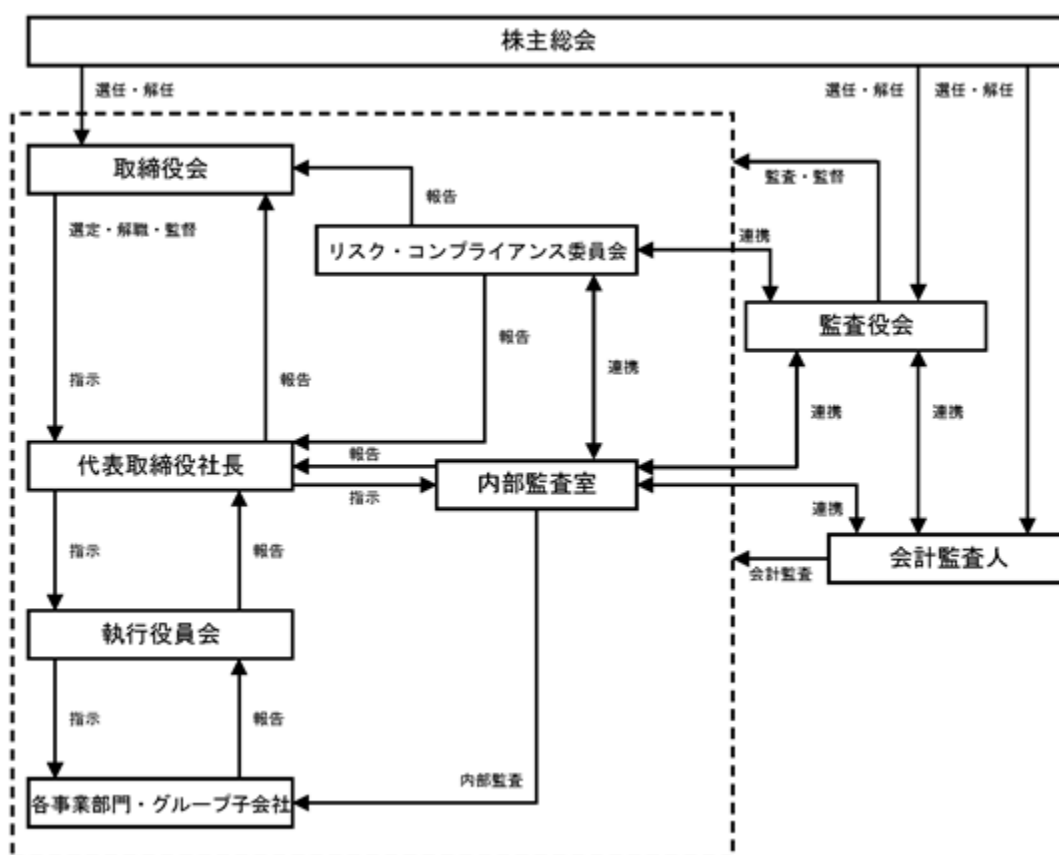 株主総会
選任・解任
選任・解任
選任・解任
取締役会
監査・監督
報告
選定・解職・監督
リスク・コンプライアンス委員会
連携
監査役会
報告
連携
指示
報告
連携
連携
代表取締役社長
報告
内部監査室
指示
連携
指示
報告
会計監査人
会計監査
執行役員会
指示
報告
内部監査
各事業部門・グループ子会社